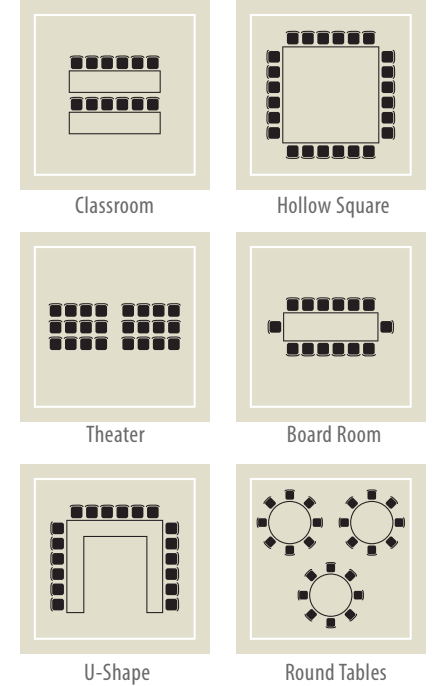 Classroom
Hollow Square
Theater
Board Room
U-Shape
Round Tables